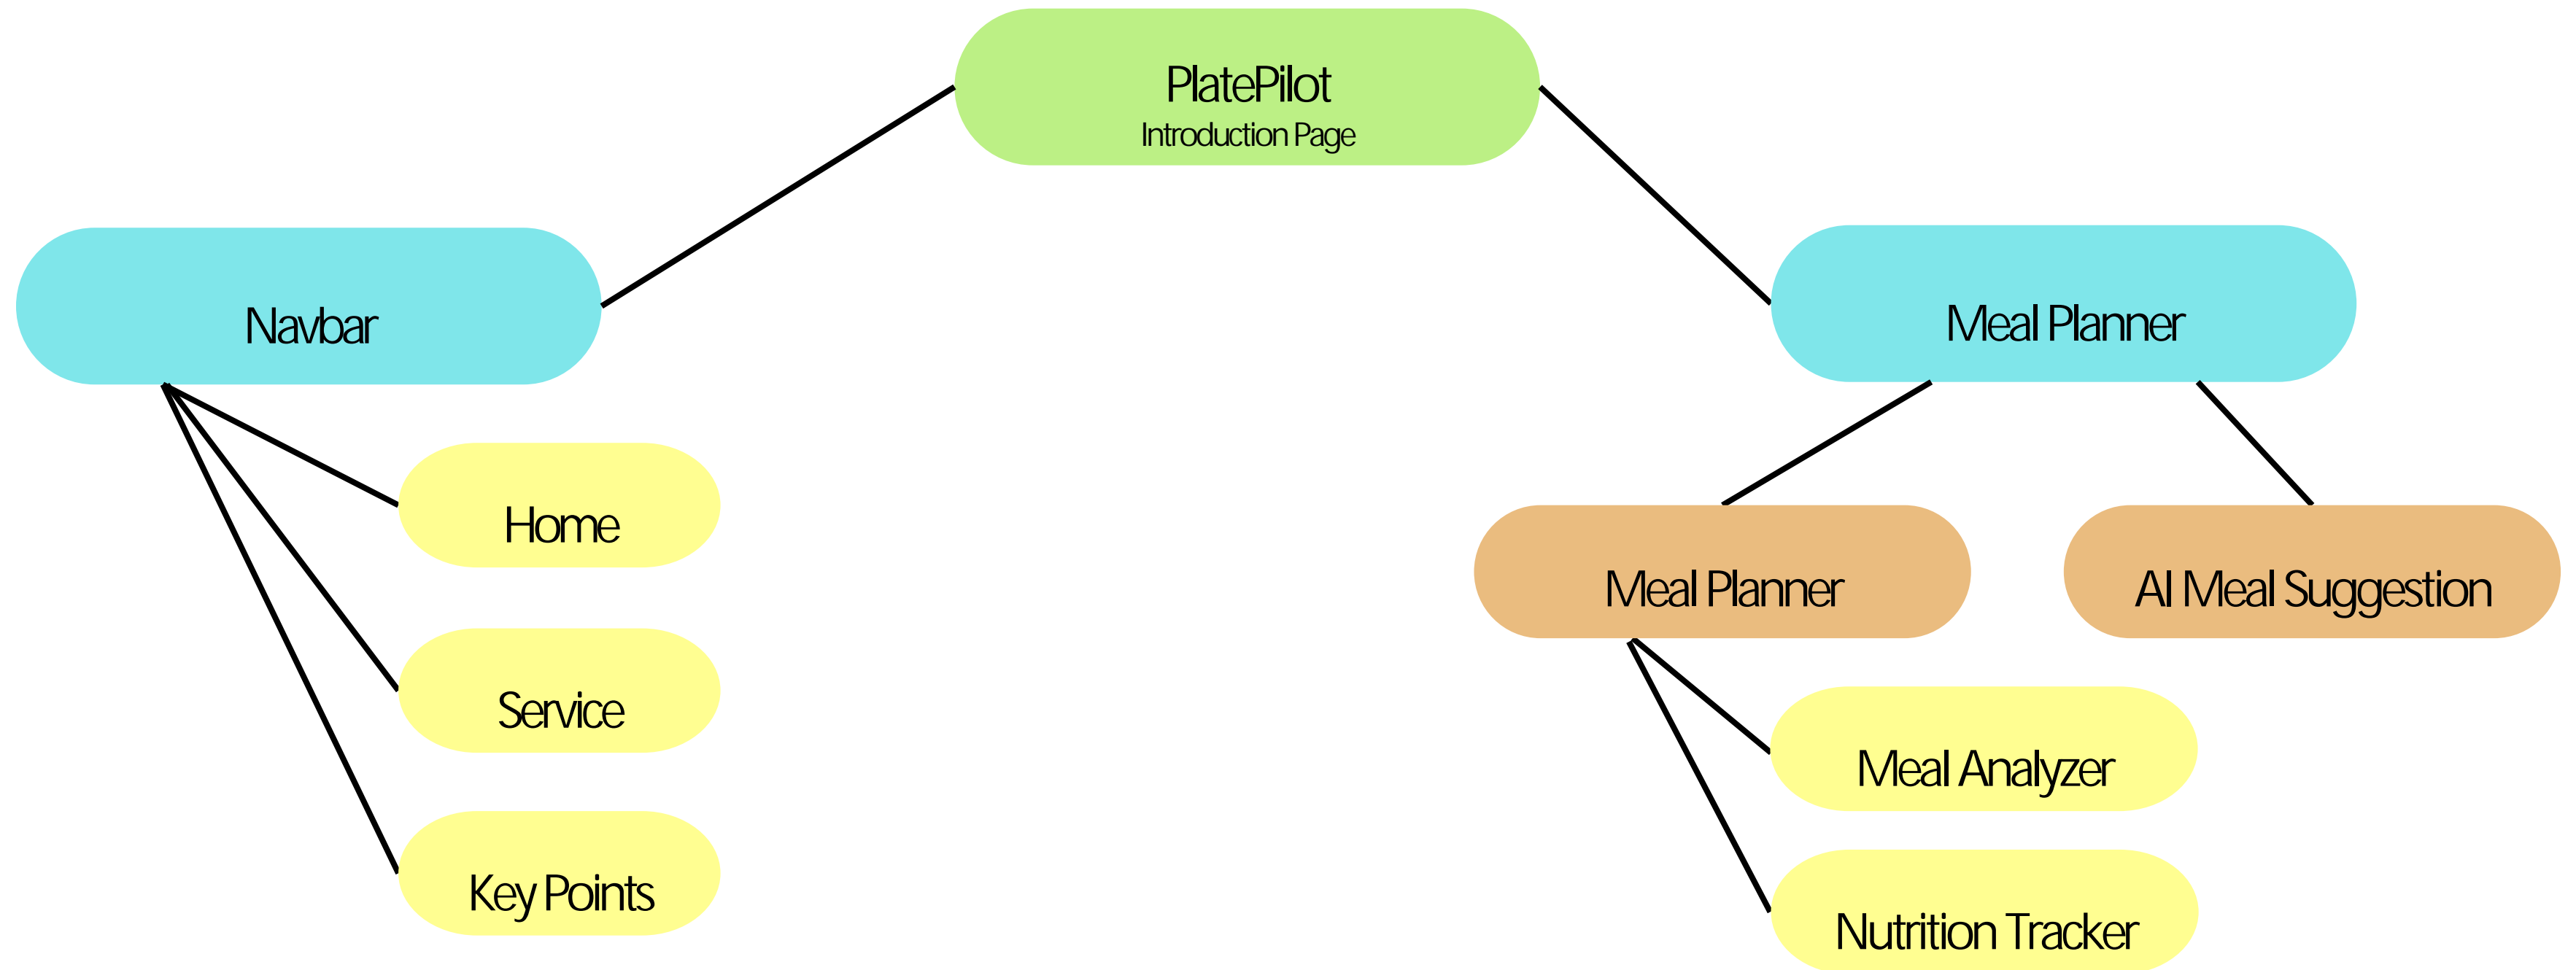 PlatePilot
Introduction Page
Navbar
Meal Planner
Home
Service
Key Points
Meal Planner
AI Meal Suggestion
Meal Analyzer
Nutrition Tracker